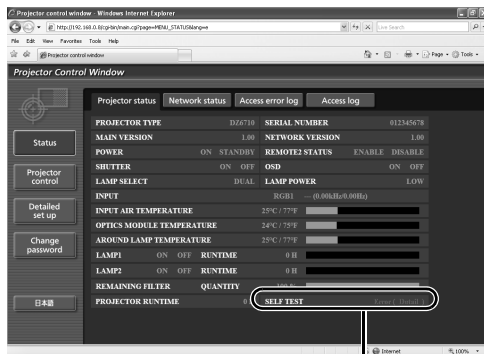 Projector control window - Windows Internet Explorer
http://192.168.0.8/cgi-bin/main.cgi?page=MENU_STATUS&lang=e
Live Search
File Edit View Favorites Tools Help
Projector control window
Page Tools
Projector Control Window
Projector status Network status Access error log Access log
PROJECTOR TYPE DZ6710 SERIAL NUMBER 012345678
MAIN VERSION 1.00 NETWORK VERSION 1.00
POWER ON STANDBY REMOTE2 STATUS ENABLE DISABLE
SHUTTER ON OFF OSD ON OFF
LAMP SELECT DUAL LAMP POWER LOW
INPUT RGB1 --- (0.00kHz/0.00Hz)
INPUT AIR TEMPERATURE 25°C / 77°F
OPTICS MODULE TEMPERATURE 24°C / 75°F
AROUND LAMP TEMPERATURE 25°C / 77°F
LAMP1 ON OFF RUNTIME 0 H
LAMP2 ON OFF RUNTIME 0 H
REMAINING FILTER QUANTITY 100 %
PROJECTOR RUNTIME 0 SELF TEST Error [ Detail ]
Status
Projector
control
Detailed
set up
Change
password
日本語
Internet 100%